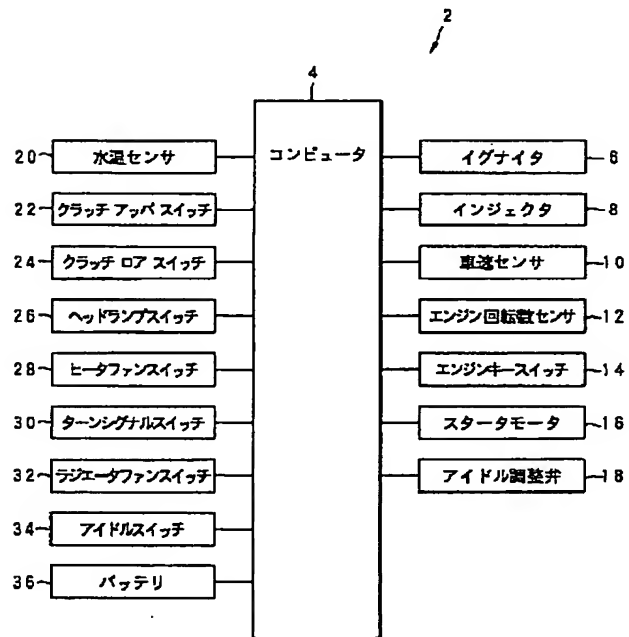 2
4
コンピュータ
20 水温センサ
22 クラッチ アッパ スイッチ
24 クラッチ ロア スイッチ
26 ヘッドランプスイッチ
28 ヒータファンスイッチ
30 ターンシグナルスイッチ
32 ラジエータファンスイッチ
34 アイドルスイッチ
36 バッテリ
イグナイタ 6
インジェクタ 8
車速センサ 10
エンジン回転数センサ 12
エンジンキースイッチ 14
スタータモータ 16
アイドル調整弁 18